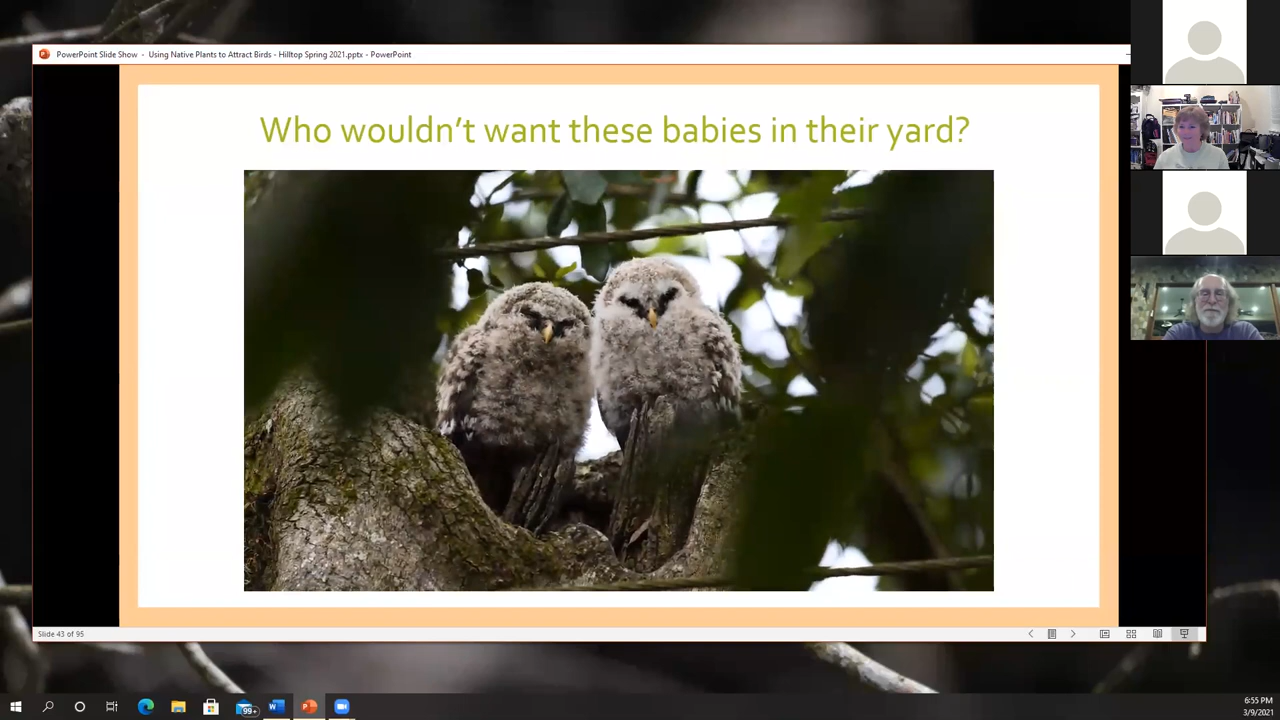 PowerPoint Slide Show - Using Native Plants to Attract Birds - Hilltop Spring 2021.pptx - PowerPoint
Who wouldn't want these babies in their yard?
Slide 43 of 95
99+
6:55 PM
3/9/2021